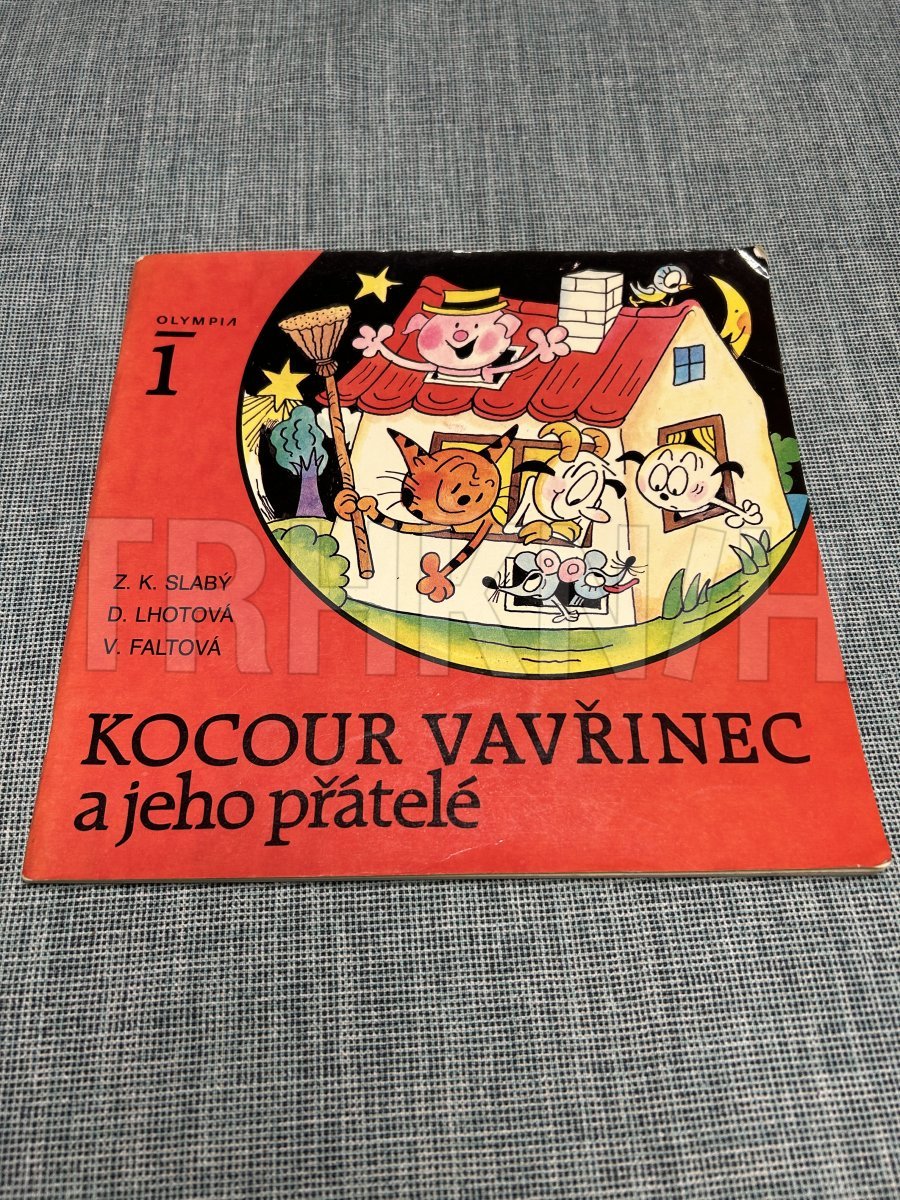 OLYMPIA
1
Z. K. SLABÝ
D. LHOTOVÁ
V. FALTOVÁ
KOCOUR VAVŘINEC
a jeho přátelé